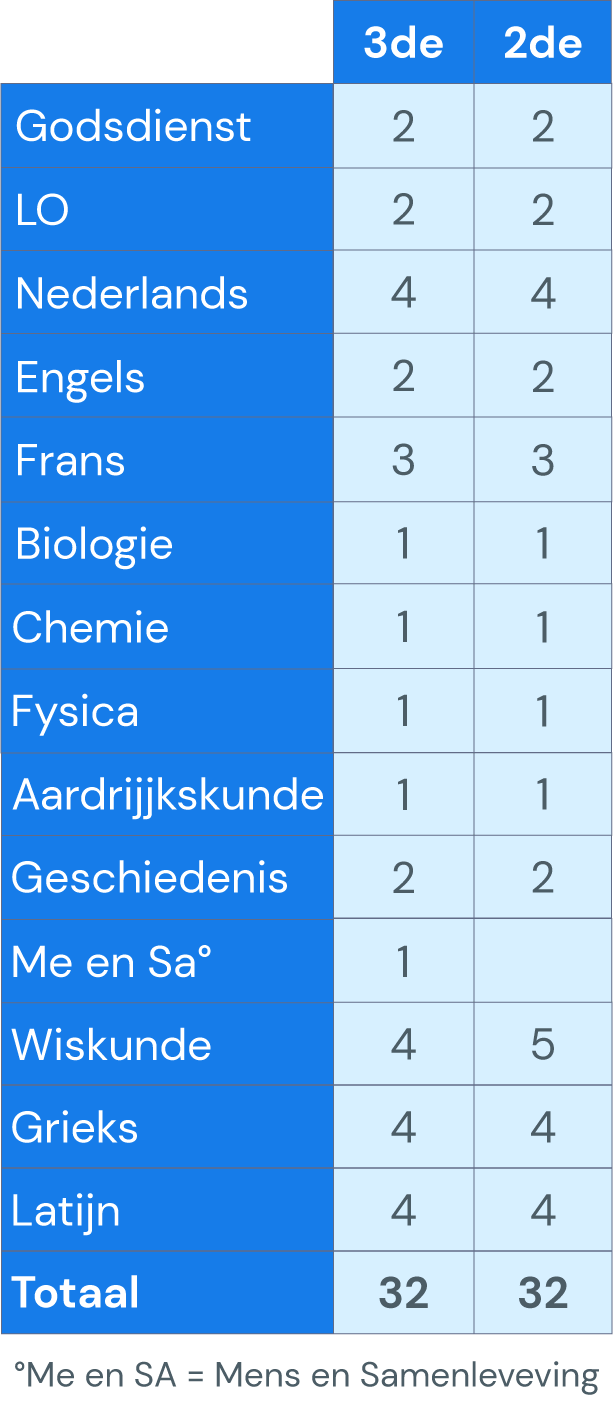 3de 2de
Godsdienst 2 2
LO 2 2
Nederlands 4 4
Engels 2 2
Frans 3 3
Biologie 1 1
Chemie 1 1
Fysica 1 1
Aardrijjkskunde 1 1
Geschiedenis 2 2
Me en Sa° 1
Wiskunde 4 5
Grieks 4 4
Latijn 4 4
Totaal 32 32
°Me en SA = Mens en Samenleveving